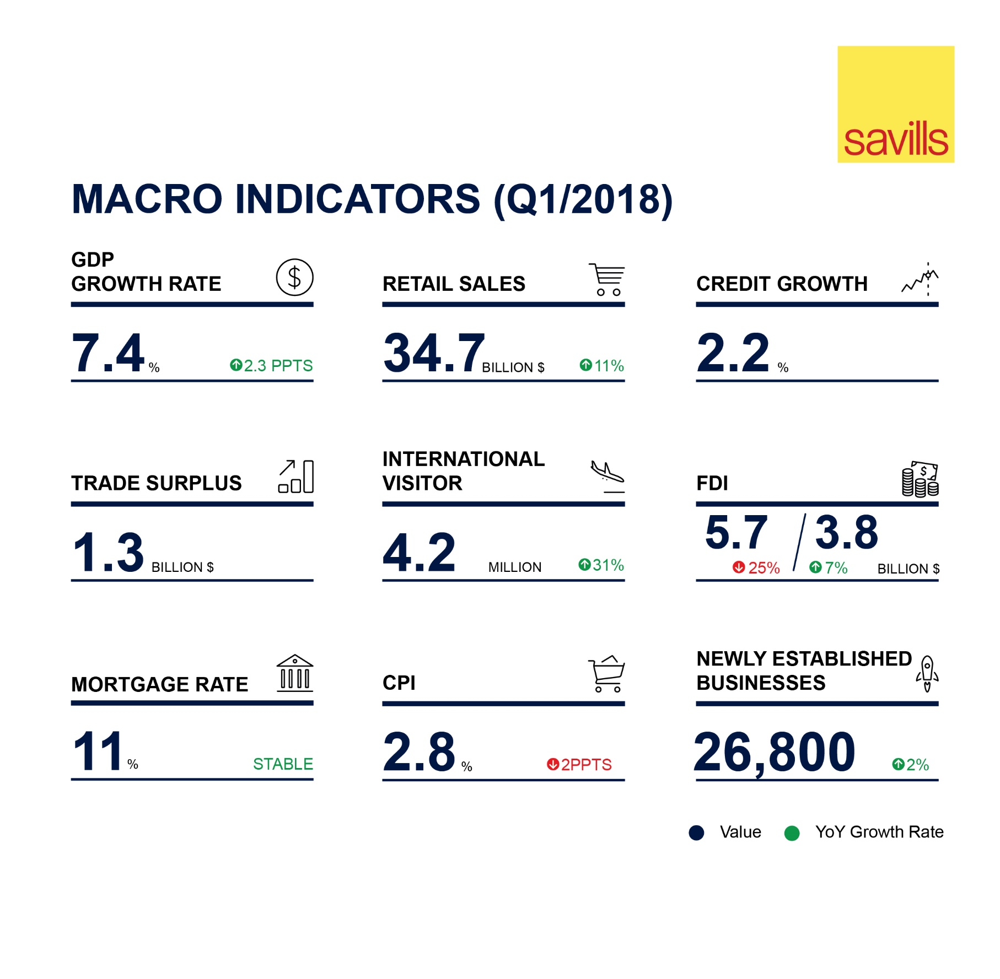 savills
MACRO INDICATORS (Q1/2018)
GDP
GROWTH RATE
7.4 %
2.3 PPTS
RETAIL SALES
34.7 BILLION $
11%
CREDIT GROWTH
2.2 %
TRADE SURPLUS
1.3 BILLION $
INTERNATIONAL
VISITOR
4.2 MILLION
31%
FDI
5.7 / 3.8
25% 7% BILLION $
MORTGAGE RATE
11 %
STABLE
CPI
2.8 %
2PPTS
NEWLY ESTABLISHED
BUSINESSES
26,800
2%
Value
YoY Growth Rate